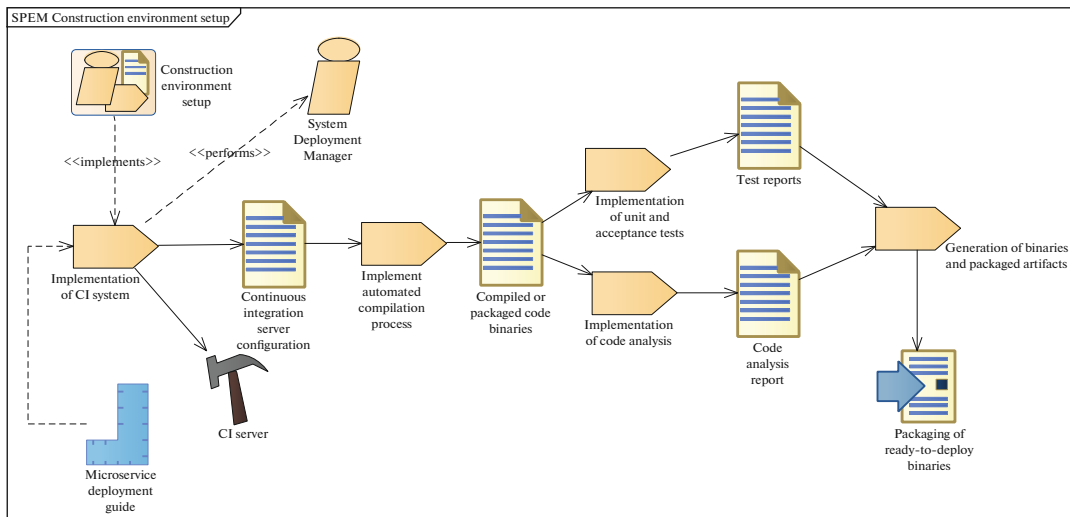 SPEM Construction environment setup
Construction
environment
setup
System
Deployment
Manager
<<implements>>
<<performs>>
Test reports
Implementation
of unit and
acceptance tests
Implementation
of CI system
Continuous
integration
server
configuration
Implement
automated
compilation
process
Compiled or
packaged code
binaries
Implementation
of code analysis
Generation of binaries
and packaged artifacts
Code
analysis
report
CI server
Microservice
deployment
guide
Packaging of
ready-to-deploy
binaries